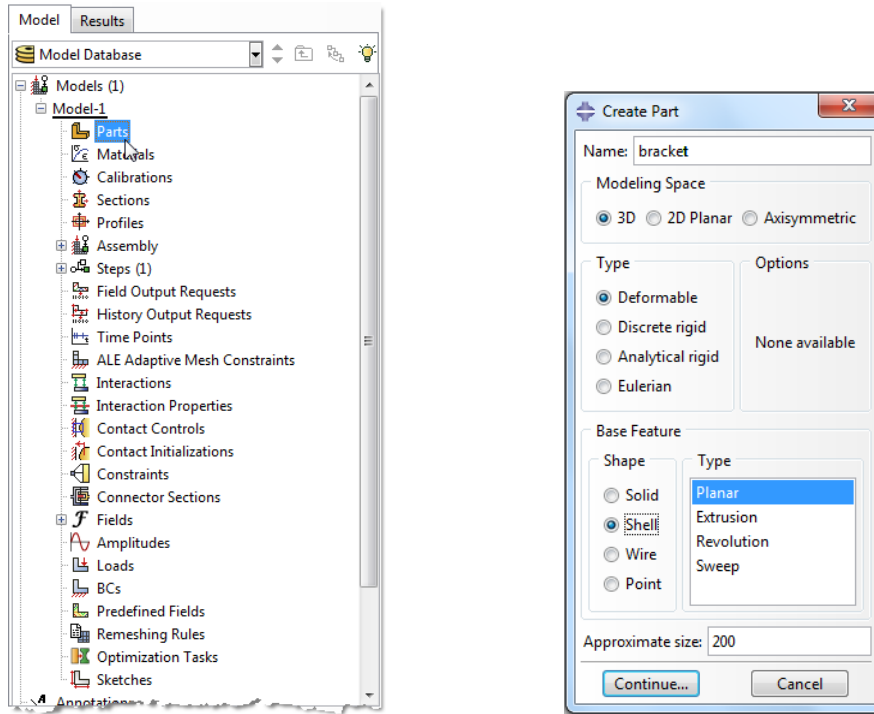 Model Results
Model Database
Models (1)
Model-1
Parts
Materials
Calibrations
Sections
Profiles
Assembly
Steps (1)
Field Output Requests
History Output Requests
Time Points
ALE Adaptive Mesh Constraints
Interactions
Interaction Properties
Contact Controls
Contact Initializations
Constraints
Connector Sections
Fields
Amplitudes
Loads
BCs
Predefined Fields
Remeshing Rules
Optimization Tasks
Sketches
Annotations
Create Part
Name: bracket
Modeling Space
3D 2D Planar Axisymmetric
Type
Deformable
Discrete rigid
Analytical rigid
Eulerian
Options
None available
Base Feature
Shape
Solid
Shell
Wire
Point
Type
Planar
Extrusion
Revolution
Sweep
Approximate size: 200
Continue... Cancel